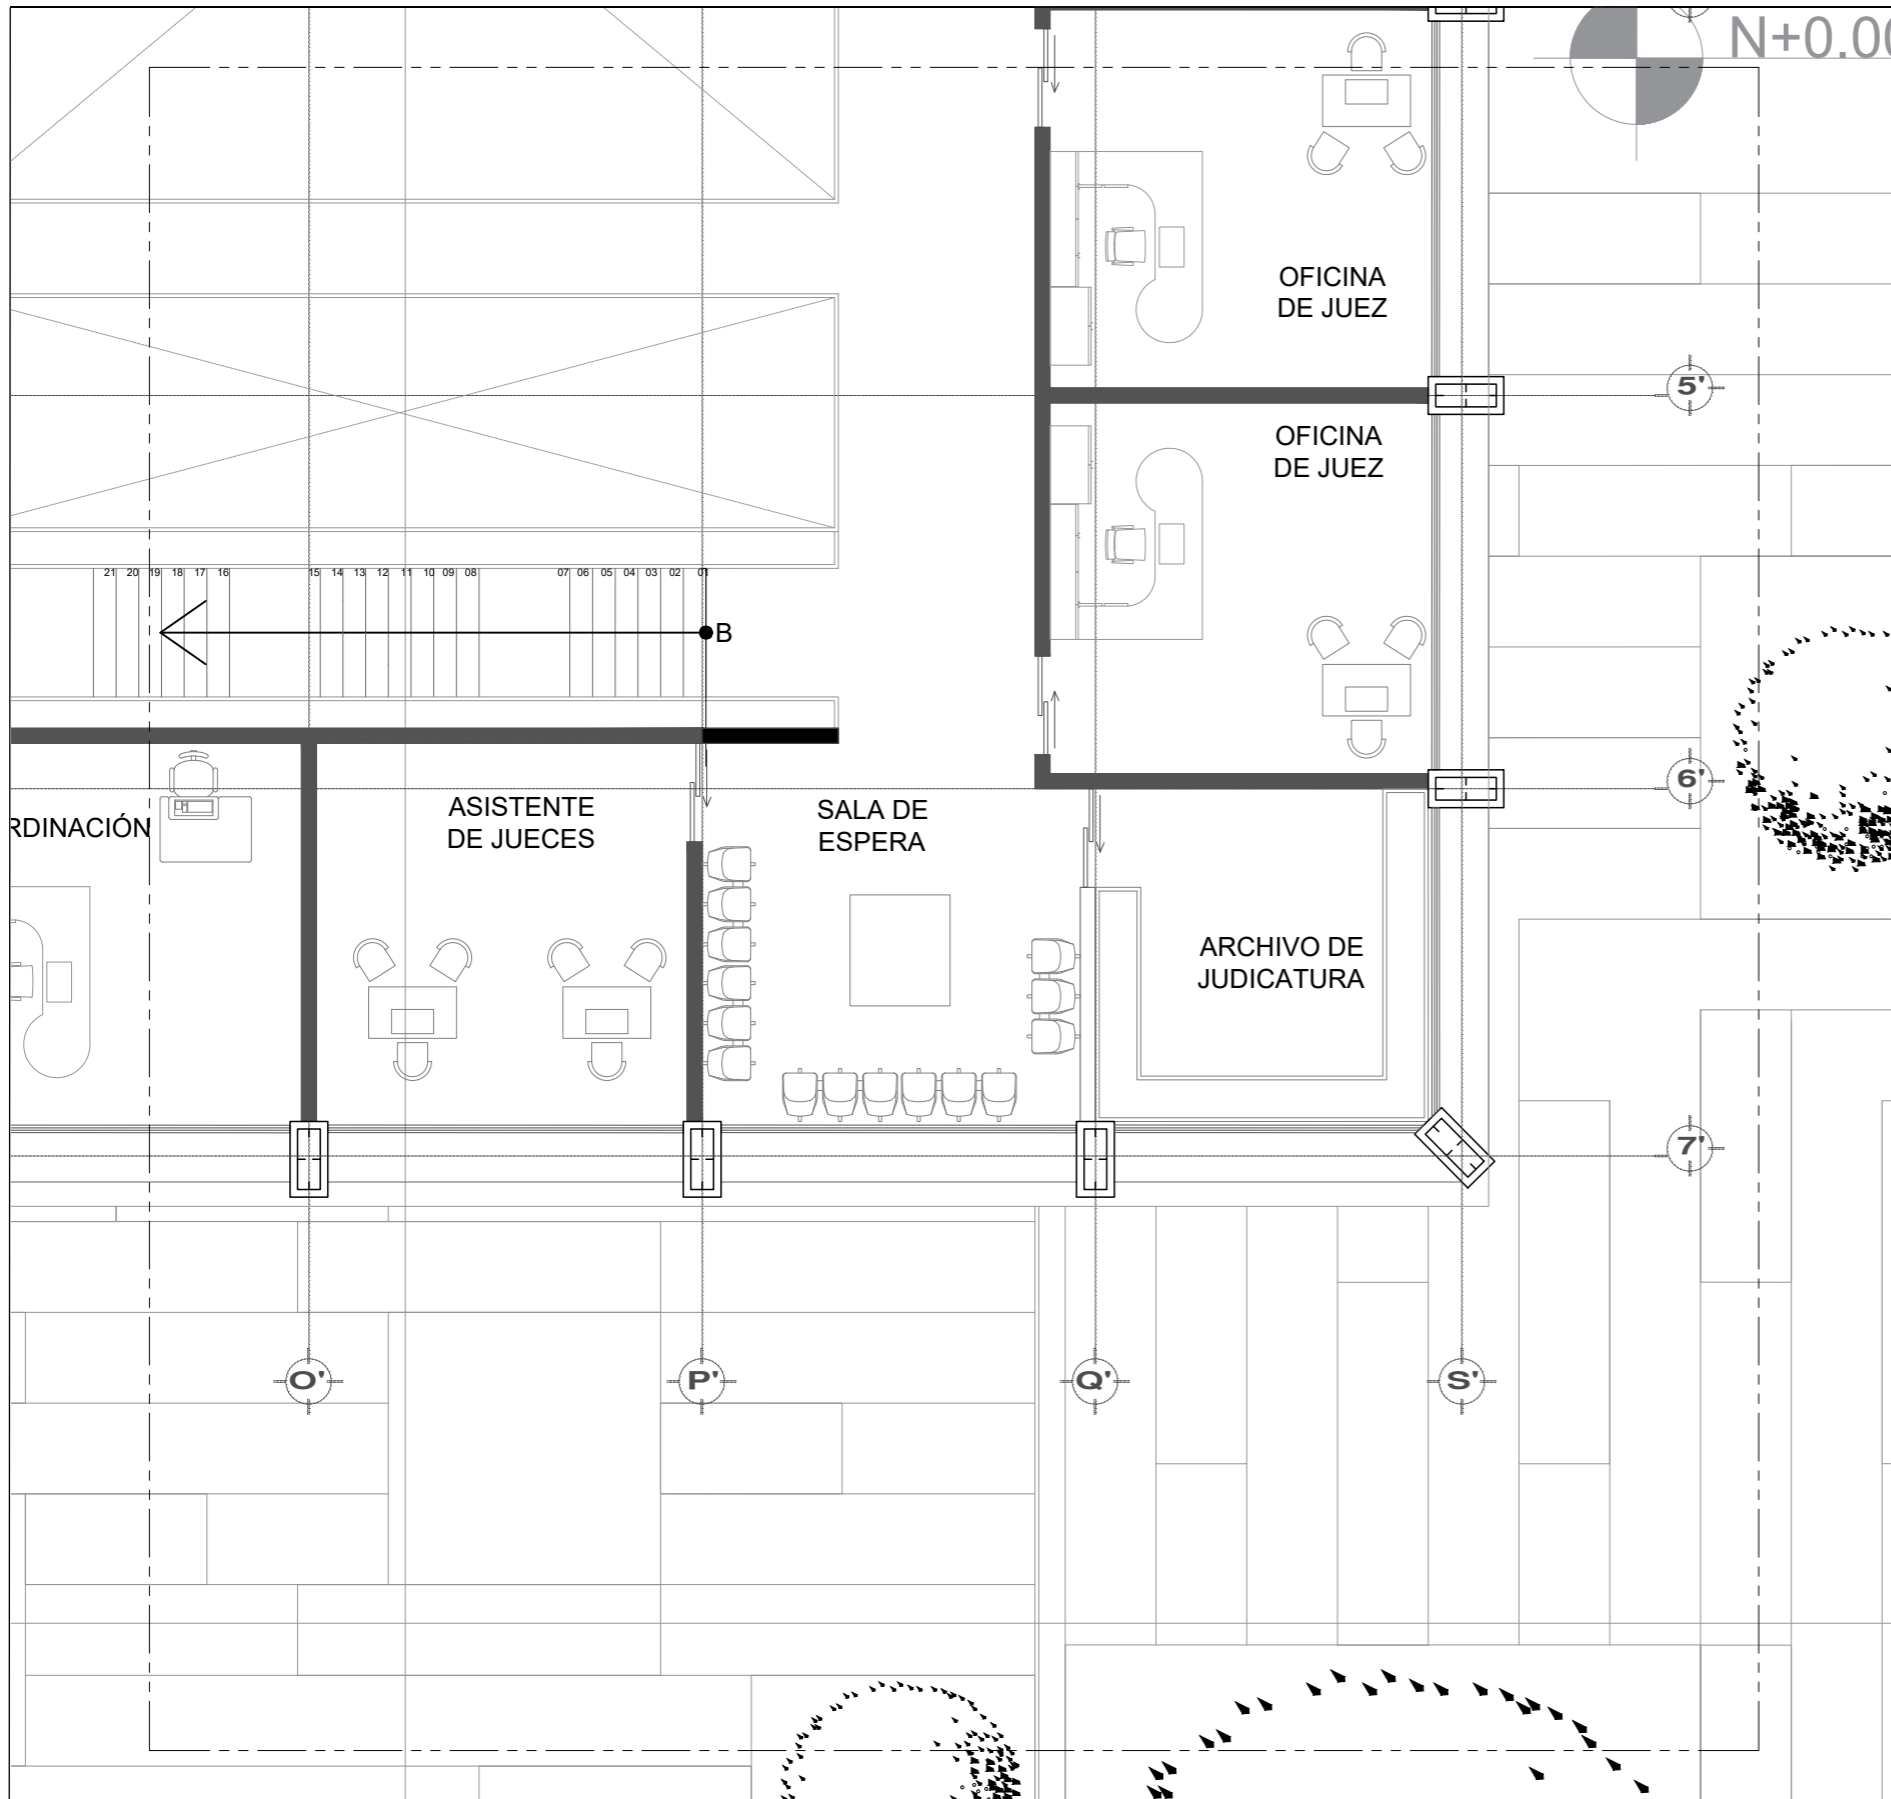 N+0.00
OFICINA
DE JUEZ
5'
OFICINA
DE JUEZ
21 20 19 18 17 16 15 14 13 12 11 10 09 08 07 06 05 04 03 02 01
B
6'
RDINACIÓN
ASISTENTE
DE JUECES
SALA DE
ESPERA
ARCHIVO DE
JUDICATURA
7'
O' P' Q' S'